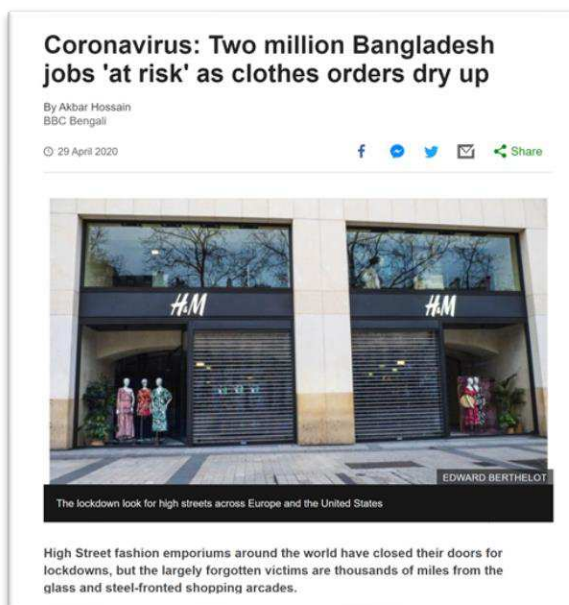 Coronavirus: Two million Bangladesh
jobs 'at risk' as clothes orders dry up
By Akbar Hossain
BBC Bengali
29 April 2020
Share
H&M
H&M
EDWARD BERTHELOT
The lockdown look for high streets across Europe and the United States
High Street fashion emporiums around the world have closed their doors for
lockdowns, but the largely forgotten victims are thousands of miles from the
glass and steel-fronted shopping arcades.